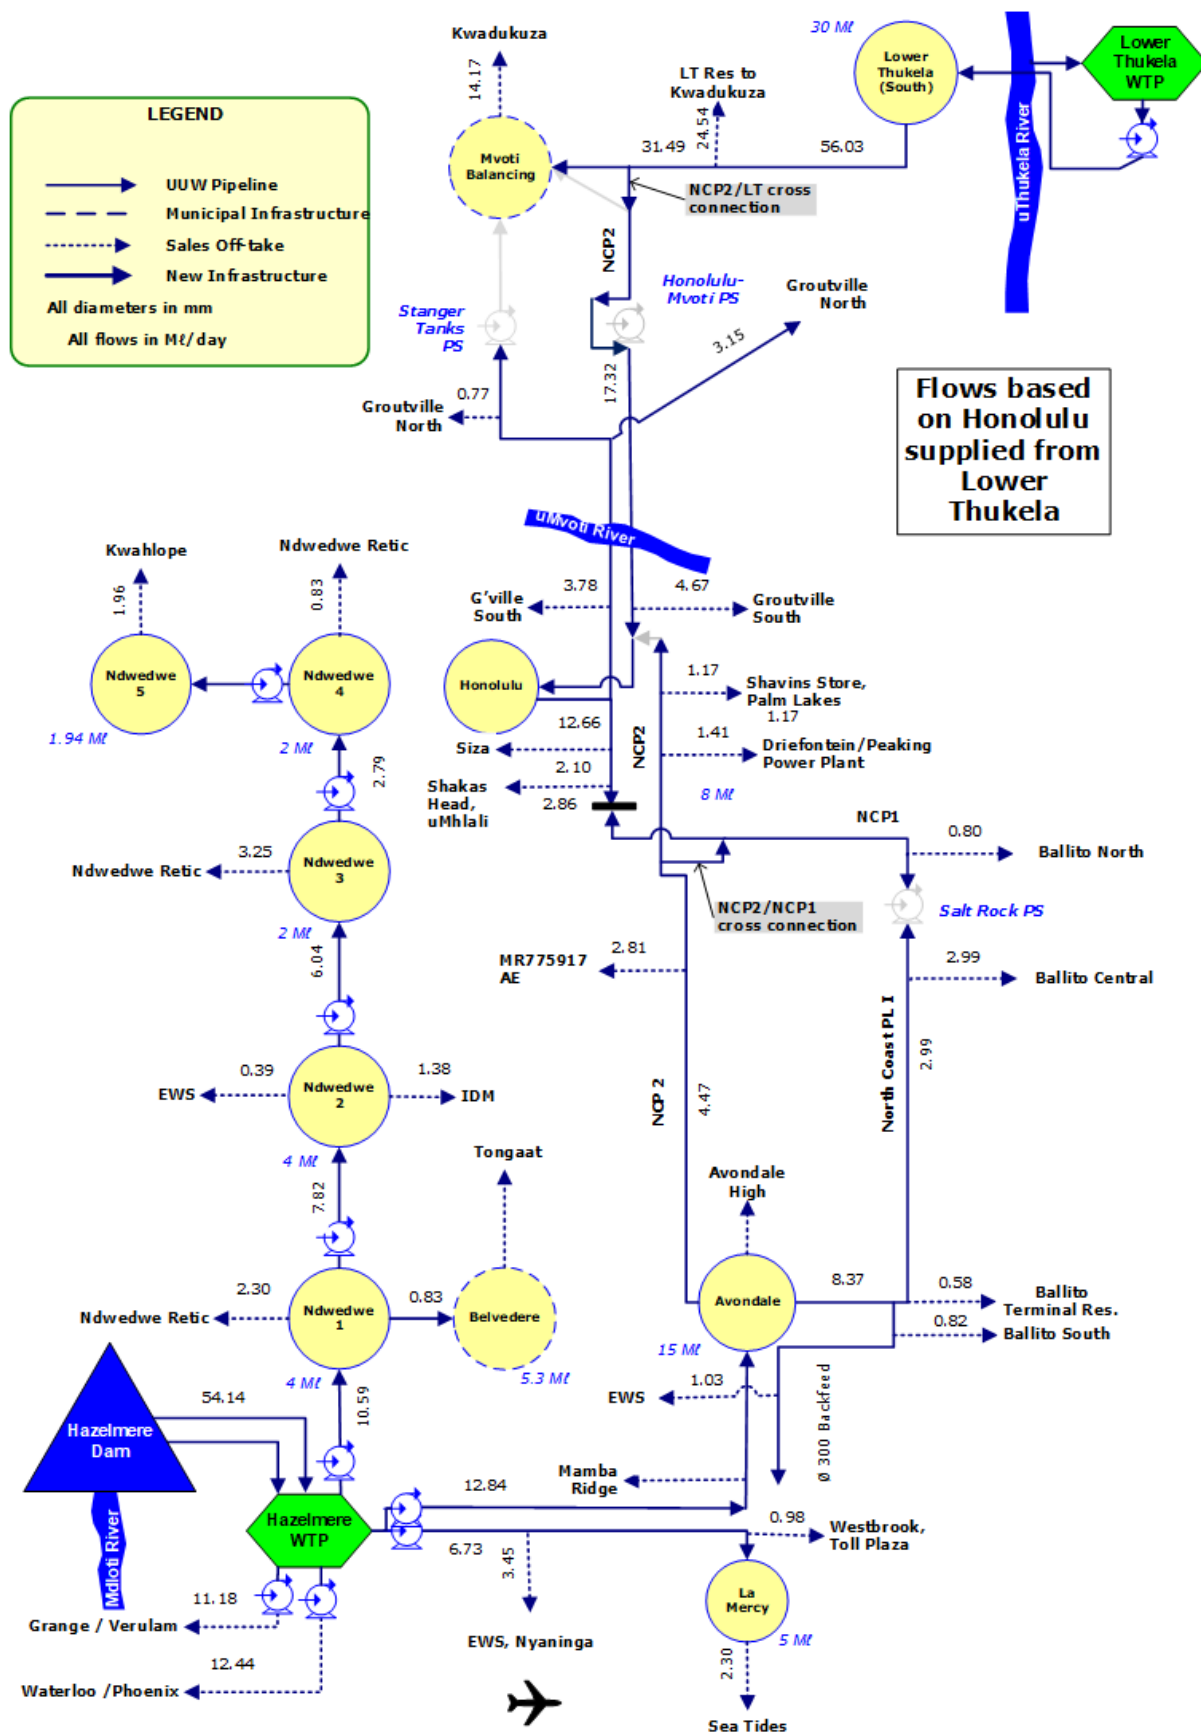 Kwadukuza
14.17
30 Mℓ
Lower
Thukela
(South)
Lower
Thukela
WTP
LT Res to
Kwadukuza
24.54
LEGEND
UUW Pipeline
Municipal Infrastructure
Sales Off-take
New Infrastructure
All diameters in mm
All flows in Mℓ/day
Mvoti
Balancing
31.49
56.03
NCP2/LT cross
connection
uThukela River
NCP2
Honolulu-
Mvoti PS
Groutville
North
Stanger
Tanks
PS
3.15
17.32
0.77
Groutville
North
Flows based
on Honolulu
supplied from
Lower
Thukela
uMvoti River
Kwahlope
1.96
Ndwedwe Retic
0.83
3.78
G'ville
South
4.67
Groutville
South
Ndwedwe
5
1.94 Mℓ
Ndwedwe
4
2 Mℓ
Honolulu
1.17
Shavins Store,
Palm Lakes
1.17
12.66
Siza
NCP2
1.41
Driefontein/Peaking
Power Plant
2.79
2.10
Shakas
Head,
uMhlali
2.86
8 Mℓ
NCP1
0.80
Ballito North
3.25
Ndwedwe Retic
Ndwedwe
3
2 Mℓ
NCP2/NCP1
cross connection
Salt Rock PS
6.04
2.81
MR775917
AE
2.99
Ballito Central
North Coast PL I
2.99
0.39
EWS
Ndwedwe
2
1.38
IDM
4 Mℓ
NCP 2
4.47
Tongaat
7.82
Avondale
High
2.30
Ndwedwe Retic
Ndwedwe
1
4 Mℓ
0.83
Belvedere
5.3 Mℓ
Avondale
15 Mℓ
8.37
0.58
Ballito
Terminal Res.
0.82
Ballito South
1.03
EWS
Ø 300 Backfeed
54.14
10.59
Hazelmere
Dam
Mamba
Ridge
12.84
Mdloti River
Hazelmere
WTP
6.73
3.45
0.98
Westbrook,
Toll Plaza
11.18
Grange / Verulam
La
Mercy
5 Mℓ
EWS, Nyaninga
12.44
Waterloo /Phoenix
2.30
Sea Tides